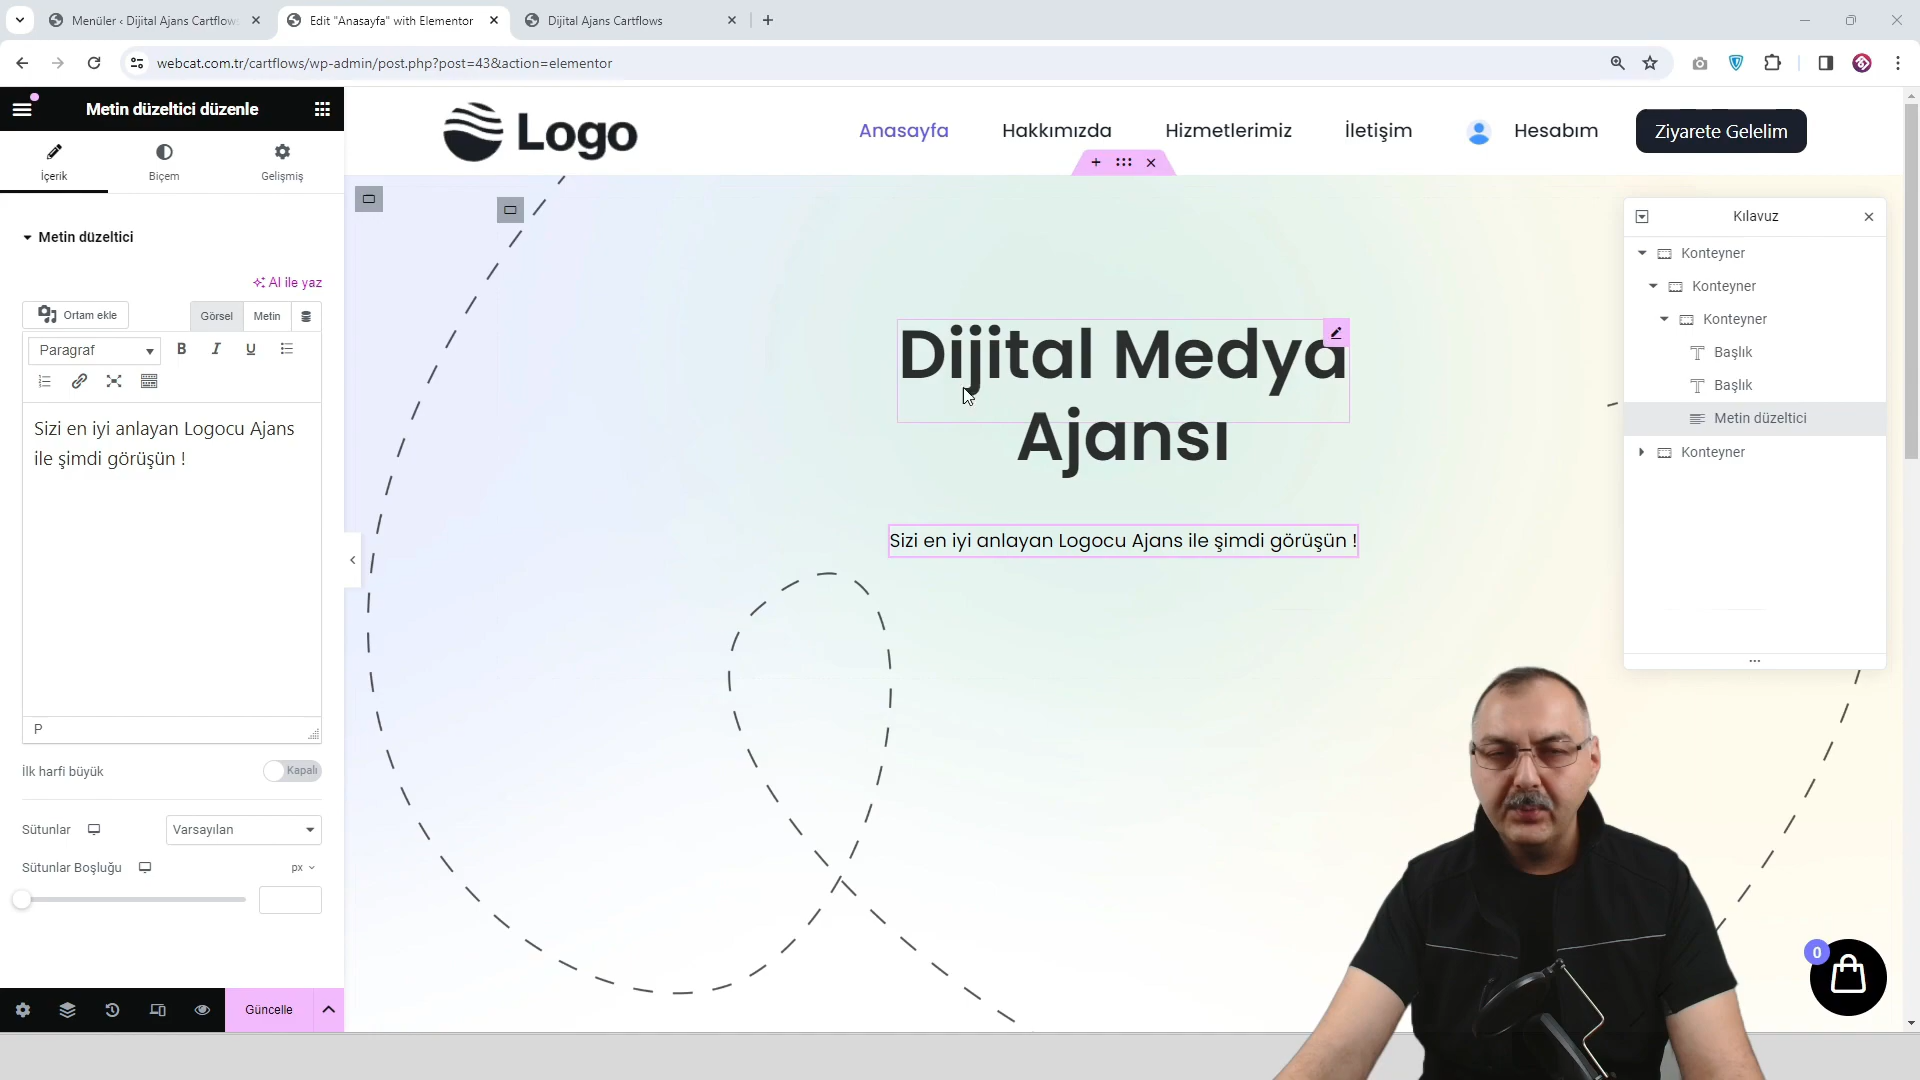 Menüler ‹ Dijital Ajans Cartflows
Edit "Anasayfa" with Elementor
Dijital Ajans Cartflows
webcat.com.tr/cartflows/wp-admin/post.php?post=43&action=elementor
Metin düzeltici düzenle
İçerik
Biçem
Gelişmiş
Metin düzeltici
AI ile yaz
Ortam ekle
Görsel
Metin
Paragraf
B
I
U
Sizi en iyi anlayan Logocu Ajans
ile şimdi görüşün !
P
İlk harfi büyük
Kapalı
Sütunlar
Varsayılan
Sütunlar Boşluğu
px
Güncelle
Logo
Anasayfa
Hakkımızda
Hizmetlerimiz
İletişim
Hesabım
Ziyarete Gelelim
Dijital Medya
Ajansı
Sizi en iyi anlayan Logocu Ajans ile şimdi görüşün !
Kılavuz
Konteyner
Konteyner
Konteyner
Başlık
Başlık
Metin düzeltici
Konteyner
0